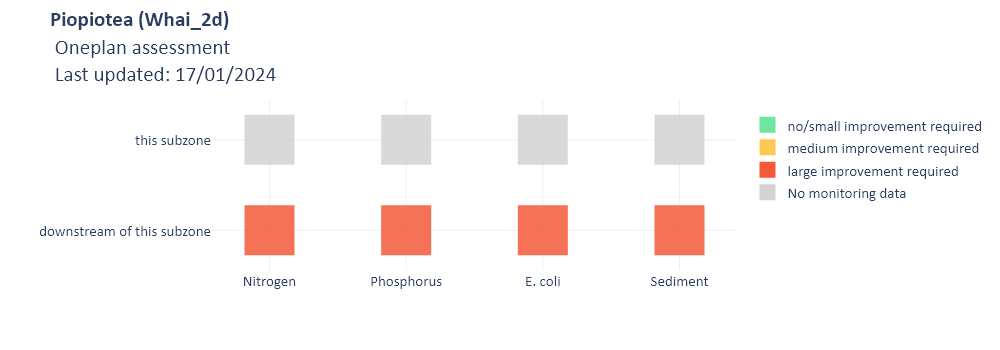 Piopiotea (Whai_2d)
Oneplan assessment
Last updated: 17/01/2024
this subzone
downstream of this subzone
Nitrogen
Phosphorus
E. coli
Sediment
no/small improvement required
medium improvement required
large improvement required
No monitoring data